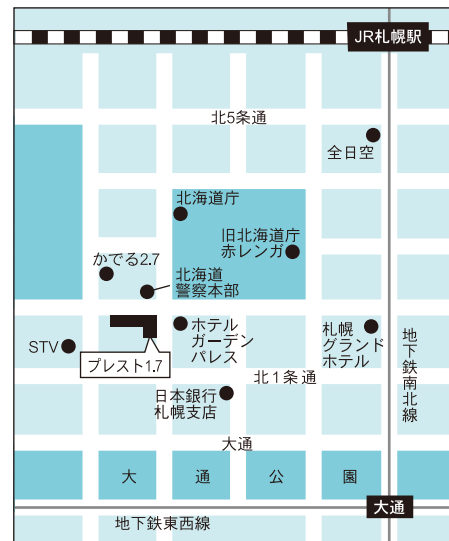 JR札幌駅
北5条通
全日空
北海道庁
旧北海道庁
赤レンガ
かでる2.7
北海道
警察本部
STV
プレスト1.7
ホテル
ガーデン
パレス
札幌
グランド
ホテル
地下鉄南北線
北1条通
日本銀行
札幌支店
大通
大通公園
大通
地下鉄東西線